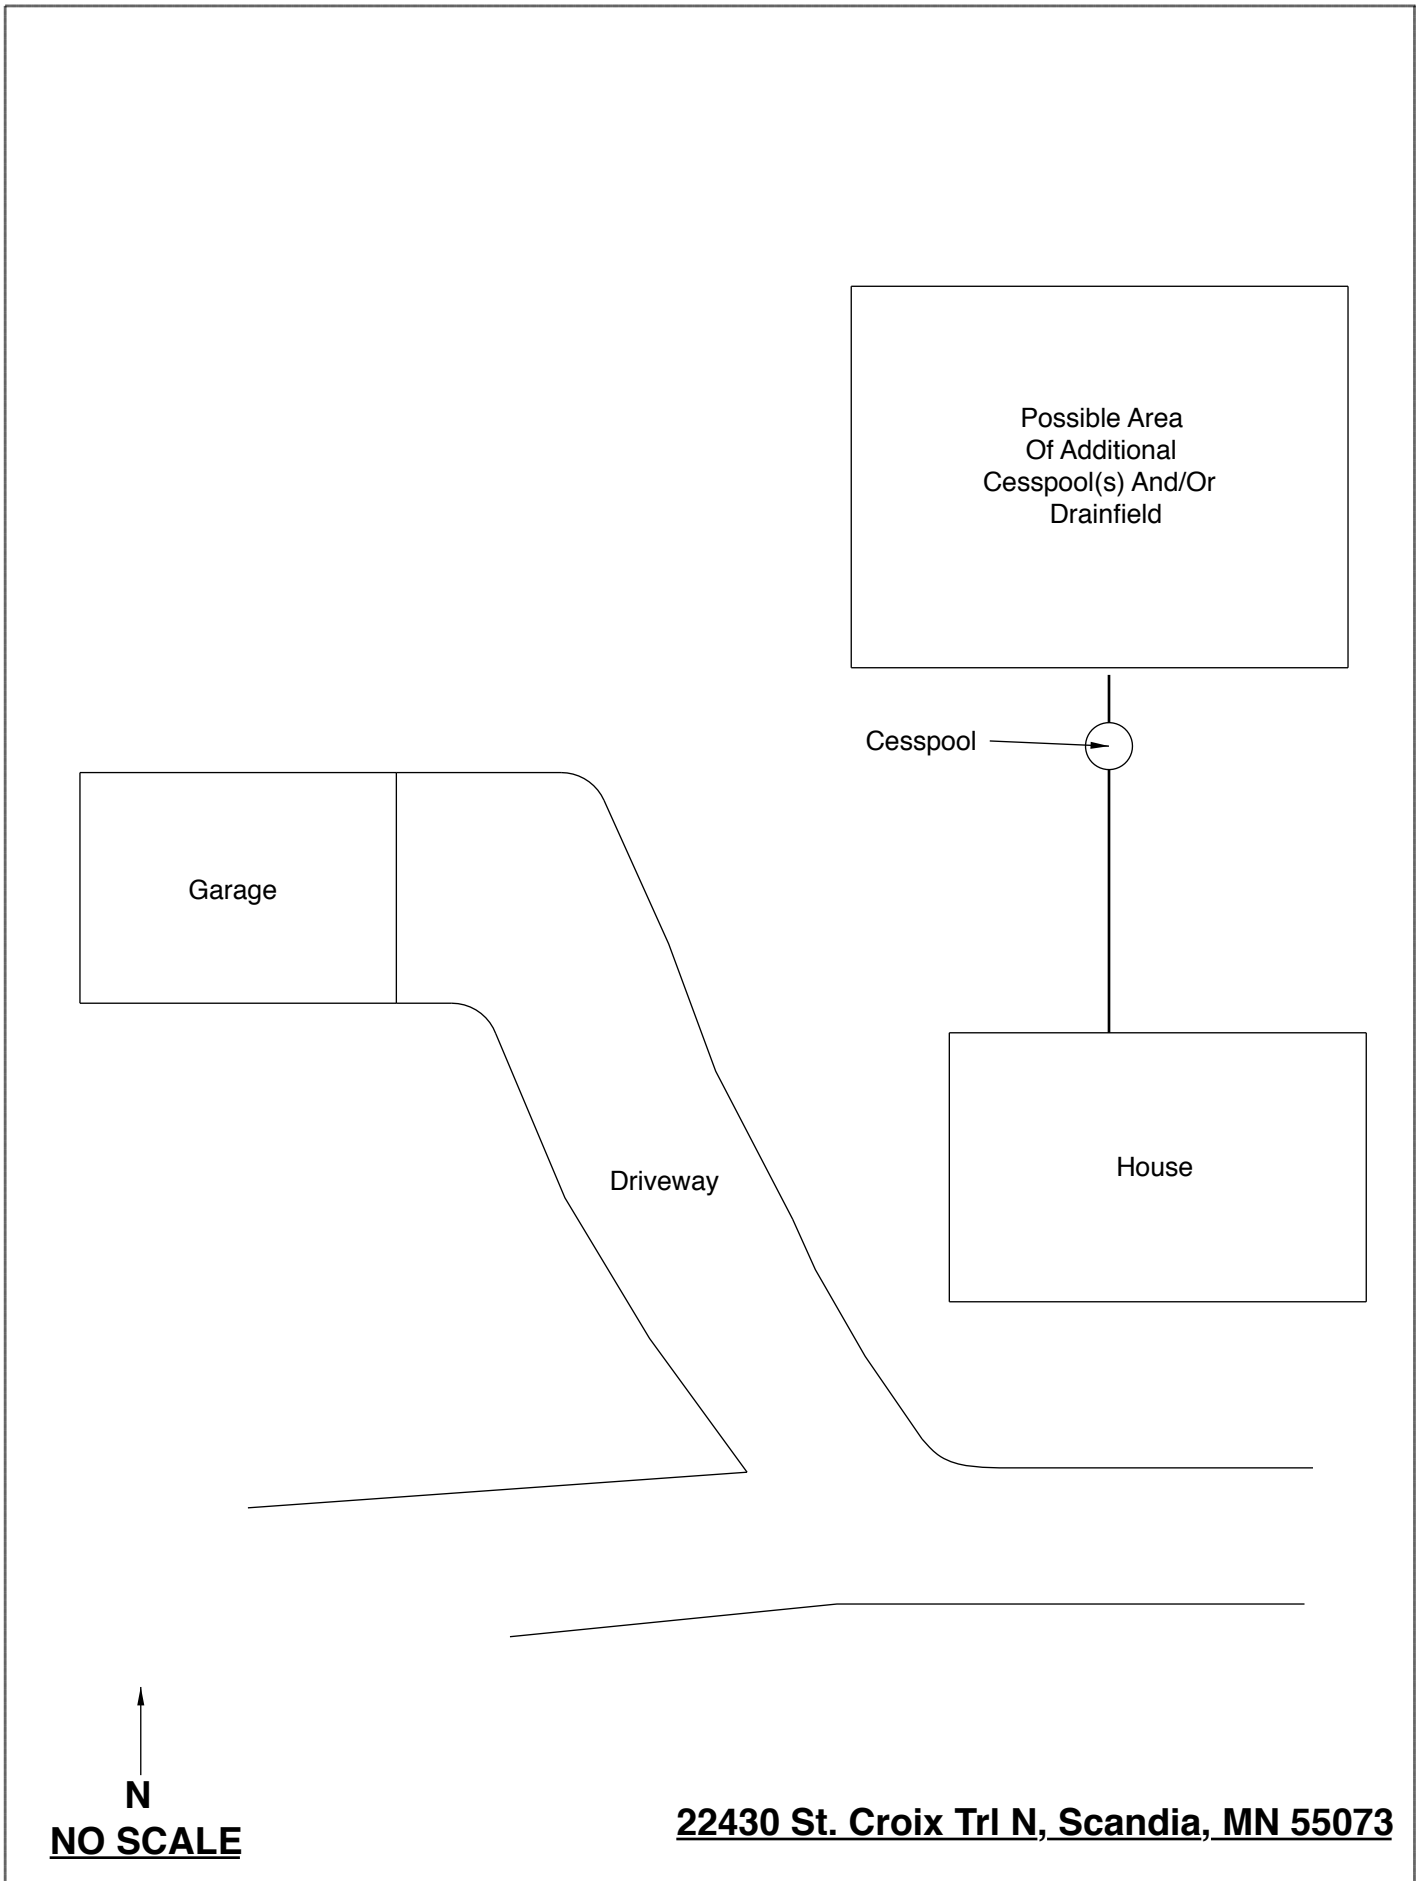 Possible Area
Of Additional
Cesspool(s) And/Or
Drainfield
Cesspool
Garage
House
Driveway
N
NO SCALE
22430 St. Croix Trl N, Scandia, MN 55073